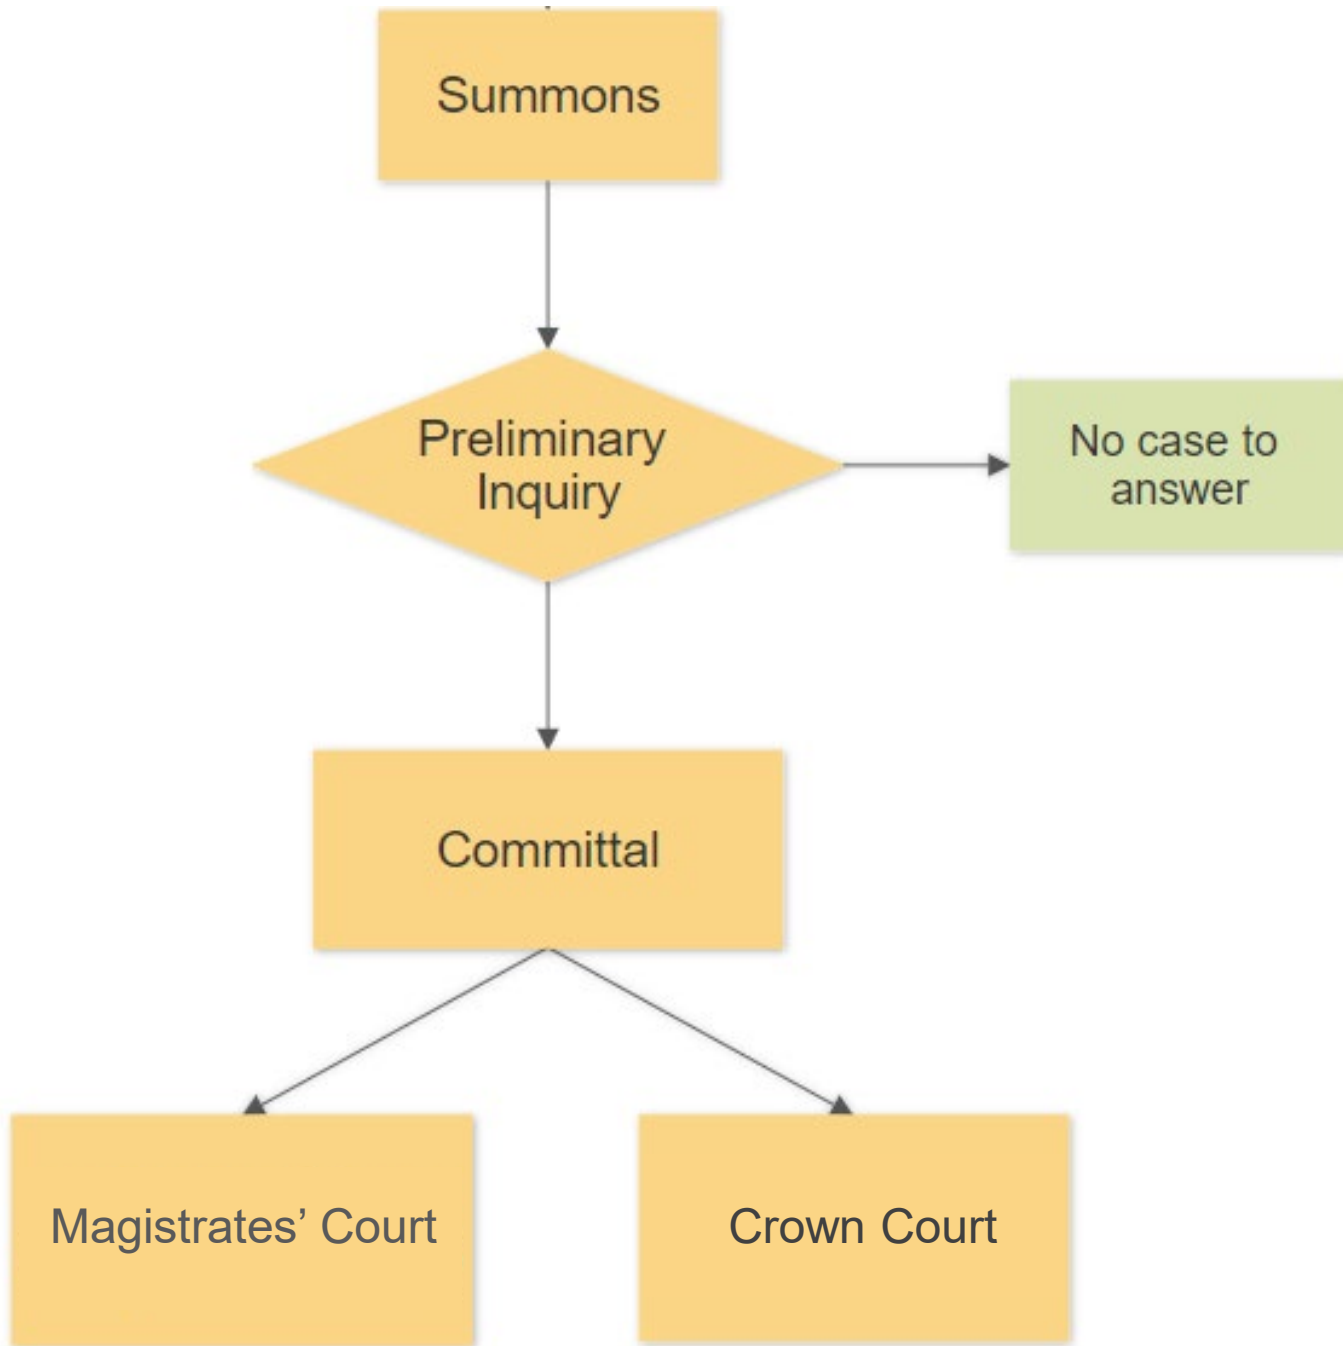 Summons
Preliminary
Inquiry
No case to
answer
Committal
Magistrates’ Court
Crown Court